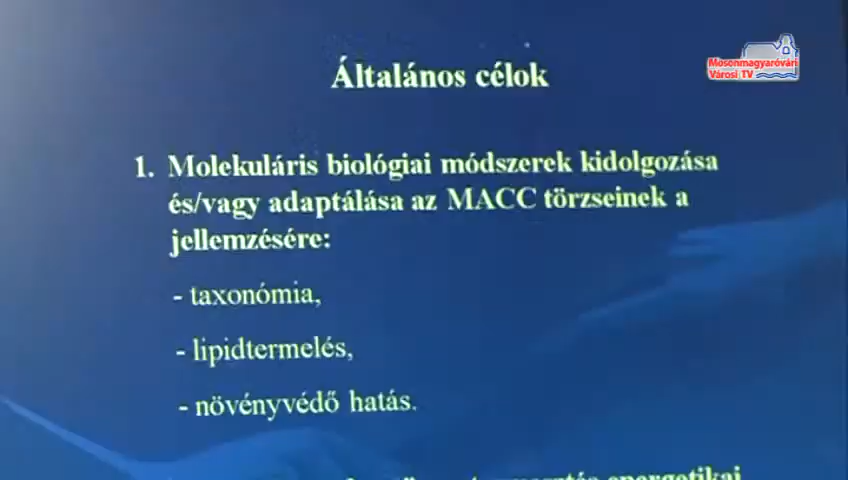 Általános célok
Mosonmagyaróvári
Városi TV
1. Molekuláris biológiai módszerek kidolgozása
és/vagy adaptálása az MACC törzseinek a
jellemzésére:
- taxonómia,
- lipidtermelés,
- növényvédő hatás.
energetikai